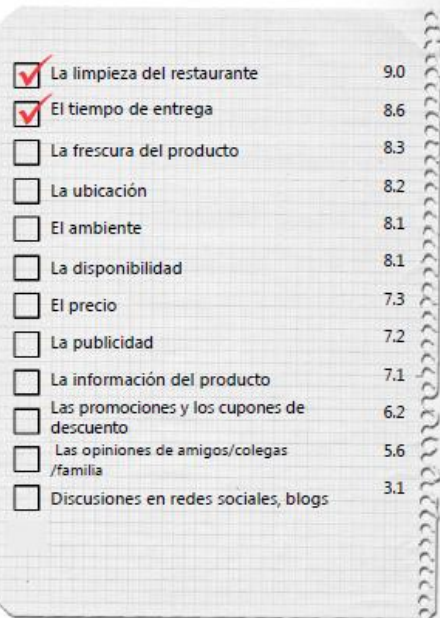 La limpieza del restaurante 9.0
El tiempo de entrega 8.6
La frescura del producto 8.3
La ubicación 8.2
El ambiente 8.1
La disponibilidad 8.1
El precio 7.3
La publicidad 7.2
La información del producto 7.1
Las promociones y los cupones de 6.2
descuento
Las opiniones de amigos/colegas 5.6
/familia
Discusiones en redes sociales, blogs 3.1